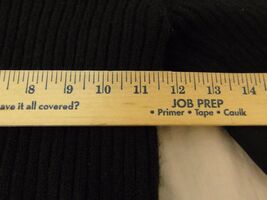 8 9 10 11 12 13 14
ave it all covered?
JOB PREP
• Primer • Tape • Caulk